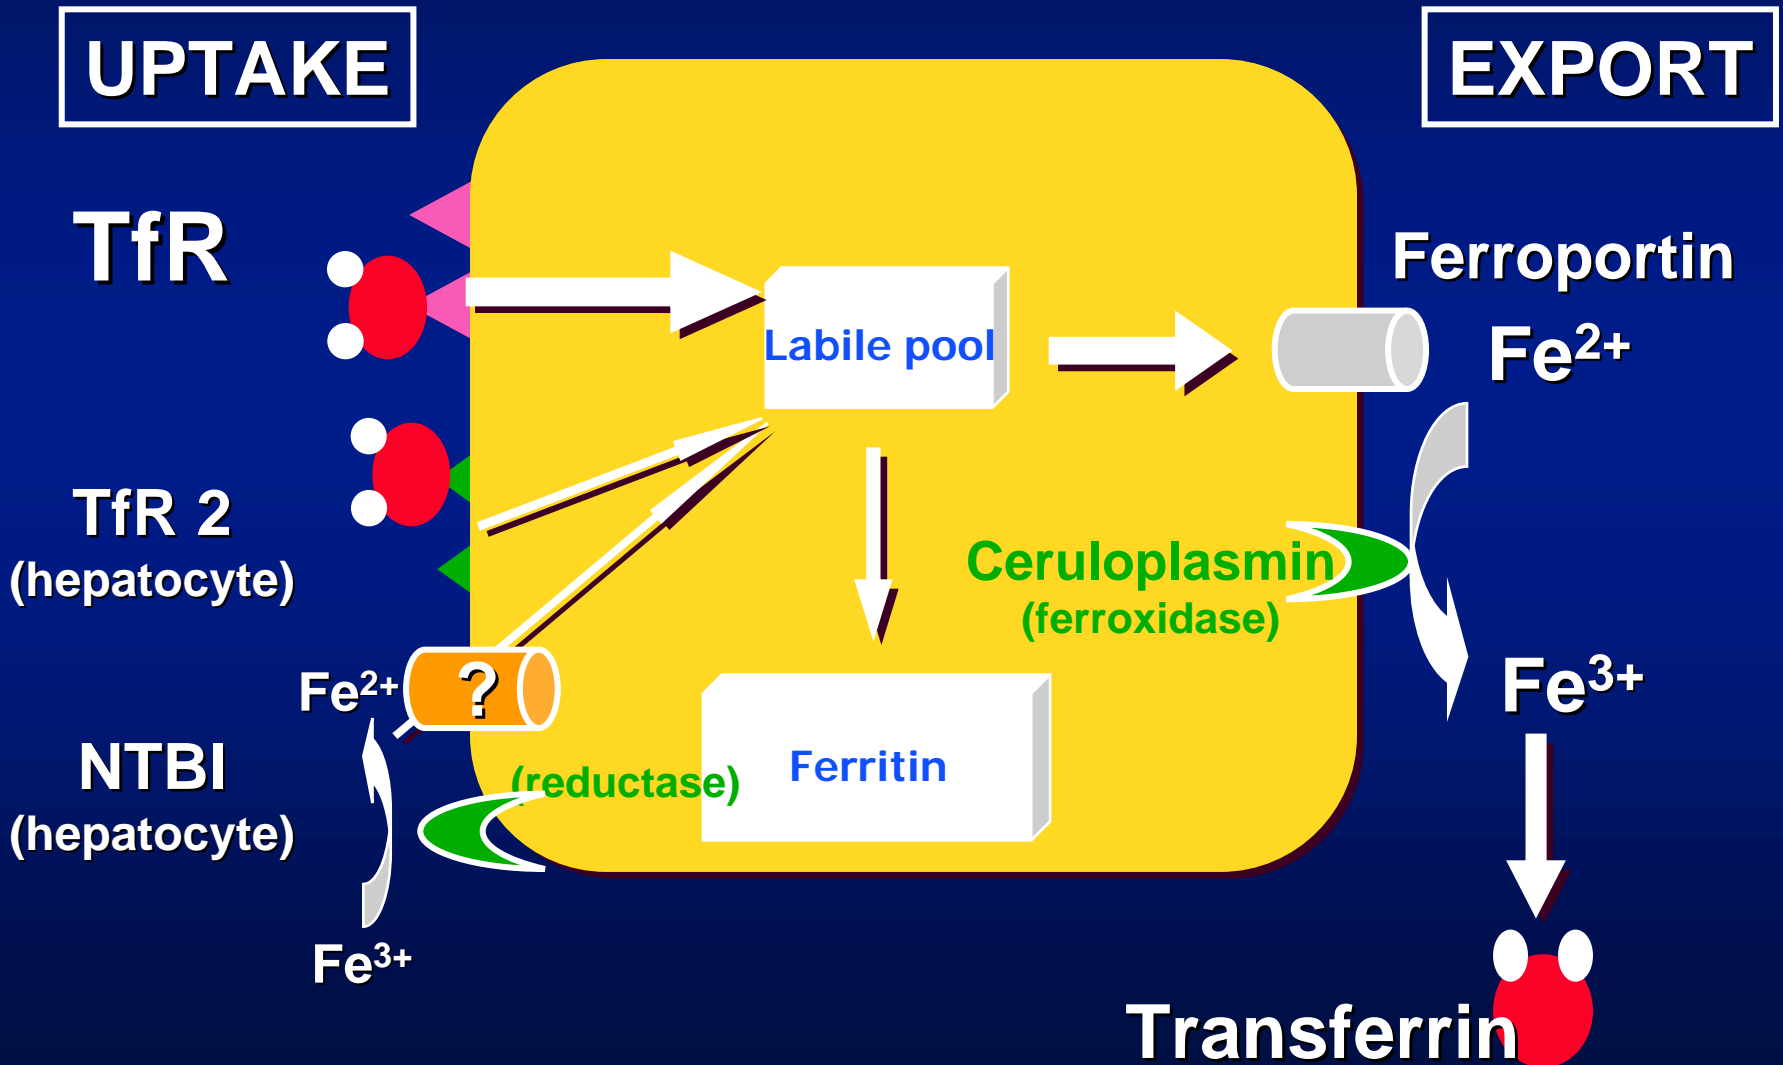 UPTAKE
EXPORT
TfR
Ferroportin
Labile pool
Fe²⁺
TfR 2
(hepatocyte)
Ceruloplasmin
(ferroxidase)
Fe²⁺
?
Fe³⁺
NTBI
(hepatocyte)
(reductase)
Ferritin
Fe³⁺
Transferrin